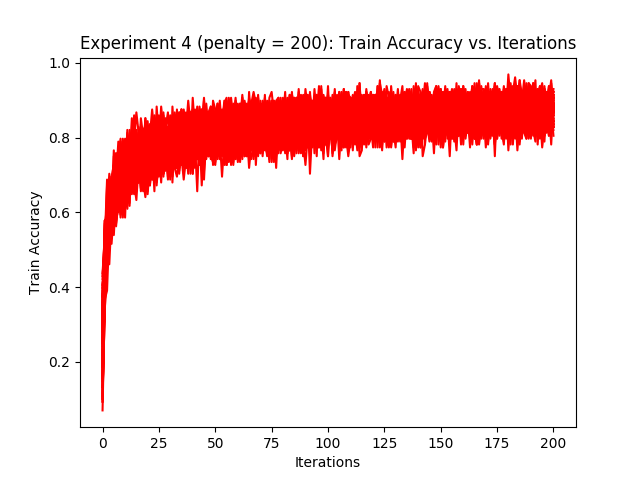 Experiment 4 (penalty = 200): Train Accuracy vs. Iterations
1.0
0.8
0.6
0.4
0.2
Train Accuracy
0 25 50 75 100 125 150 175 200
Iterations